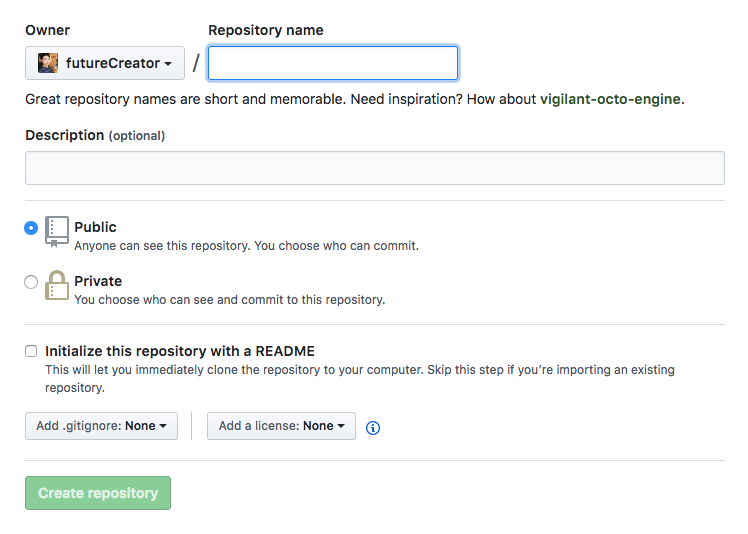 Owner Repository name
futureCreator /
Great repository names are short and memorable. Need inspiration? How about vigilant-octo-engine.
Description (optional)
Public
Anyone can see this repository. You choose who can commit.
Private
You choose who can see and commit to this repository.
Initialize this repository with a README
This will let you immediately clone the repository to your computer. Skip this step if you’re importing an existing
repository.
Add .gitignore: None Add a license: None
Create repository